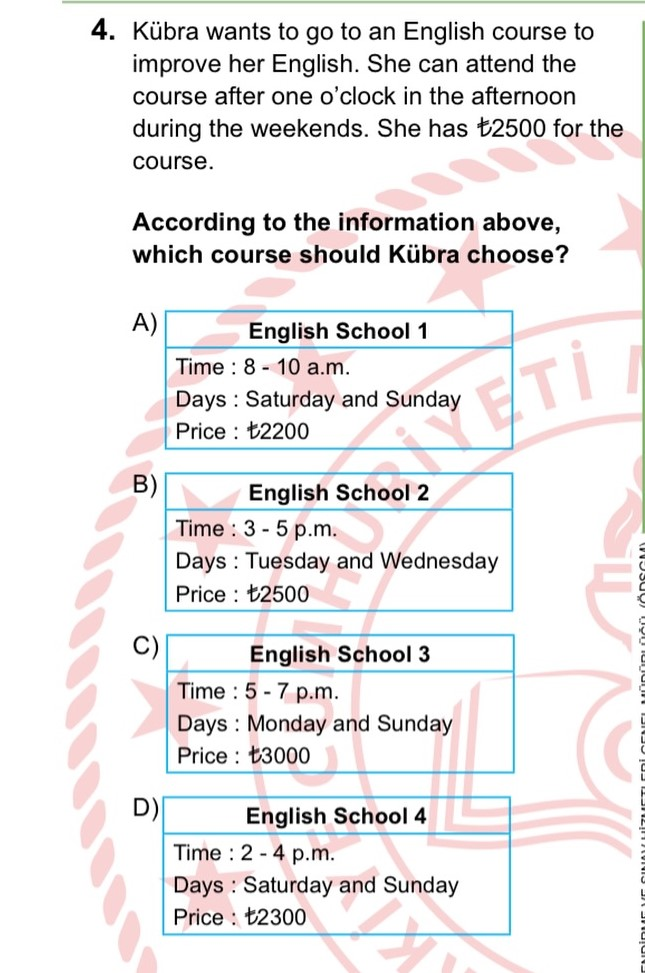 4. Kübra wants to go to an English course to
improve her English. She can attend the
course after one o’clock in the afternoon
during the weekends. She has ₺2500 for the
course.
According to the information above,
which course should Kübra choose?
A)
English School 1
Time : 8 - 10 a.m.
Days : Saturday and Sunday
Price : ₺2200
B)
English School 2
Time : 3 - 5 p.m.
Days : Tuesday and Wednesday
Price : ₺2500
C)
English School 3
Time : 5 - 7 p.m.
Days : Monday and Sunday
Price : ₺3000
D)
English School 4
Time : 2 - 4 p.m.
Days : Saturday and Sunday
Price : ₺2300
CUMHURİYETİ